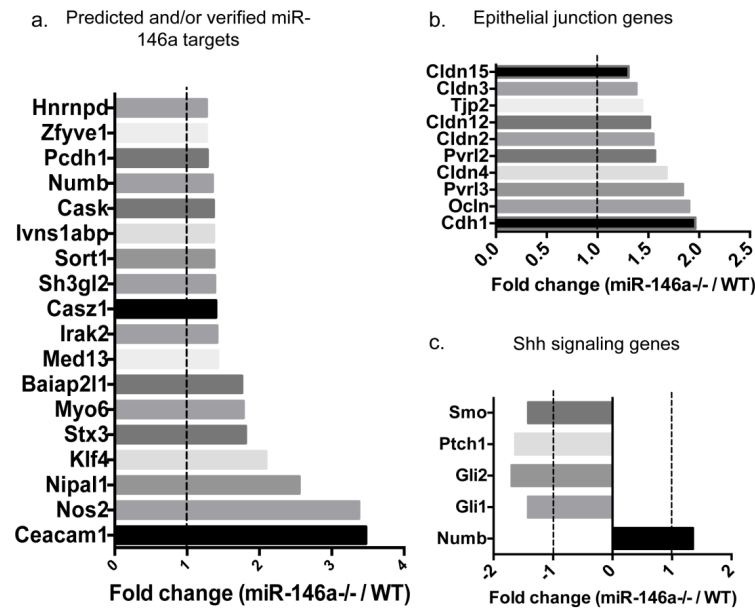 a. Predicted and/or verified miR-
146a targets
Hnrnpd
Zfyve1
Pcdh1
Numb
Cask
Ivns1abp
Sort1
Sh3gl2
Casz1
Irak2
Med13
Baiap2l1
Myo6
Stx3
Klf4
Nipal1
Nos2
Ceacam1
0 1 2 3 4
Fold change (miR-146a-/- / WT)
b. Epithelial junction genes
Cldn15
Cldn3
Tjp2
Cldn12
Cldn2
Pvrl2
Cldn4
Pvrl3
Ocln
Cdh1
0.0 0.5 1.0 1.5 2.0 2.5
Fold change (miR-146a-/- / WT)
c. Shh signaling genes
Smo
Ptch1
Gli2
Gli1
Numb
-2 -1 0 1 2
Fold change (miR-146a-/- / WT)